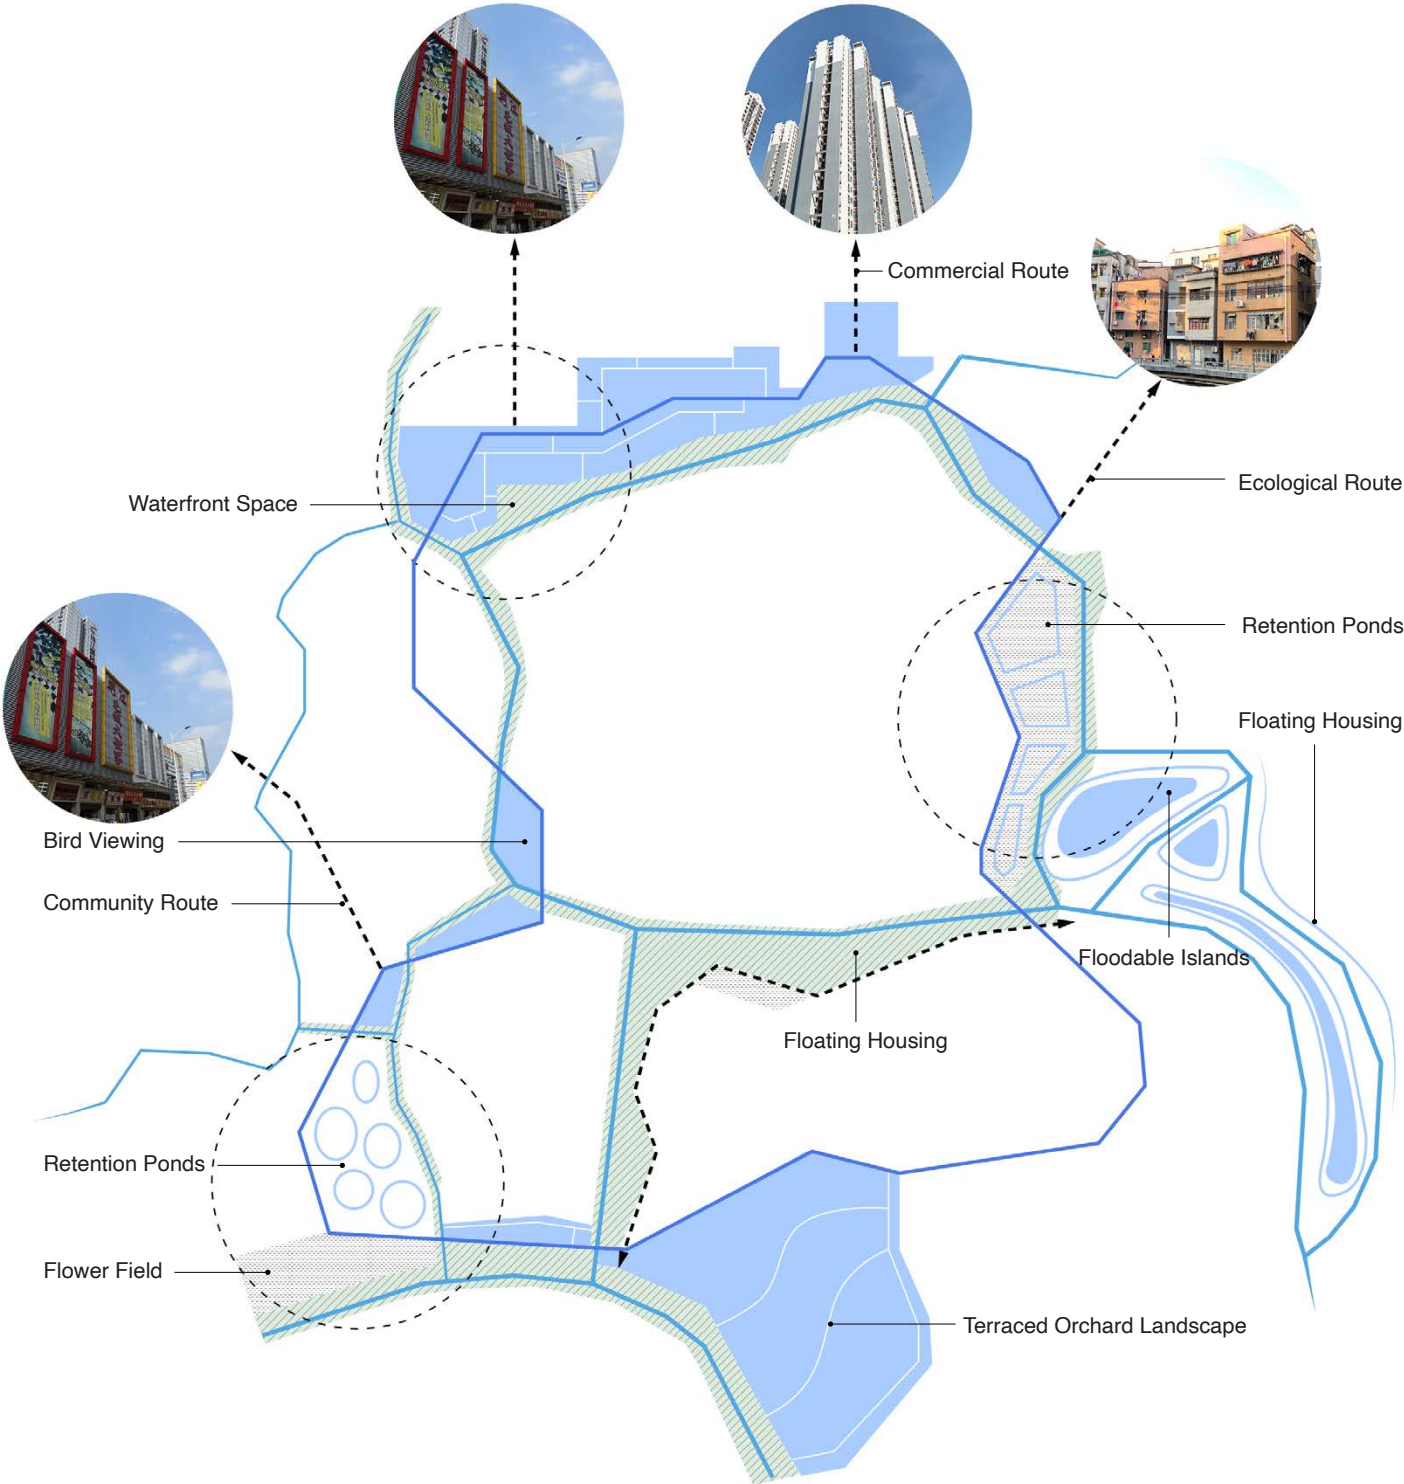 Commercial Route
Ecological Route
Waterfront Space
Retention Ponds
Floating Housing
Bird Viewing
Community Route
Floodable Islands
Floating Housing
Retention Ponds
Flower Field
Terraced Orchard Landscape